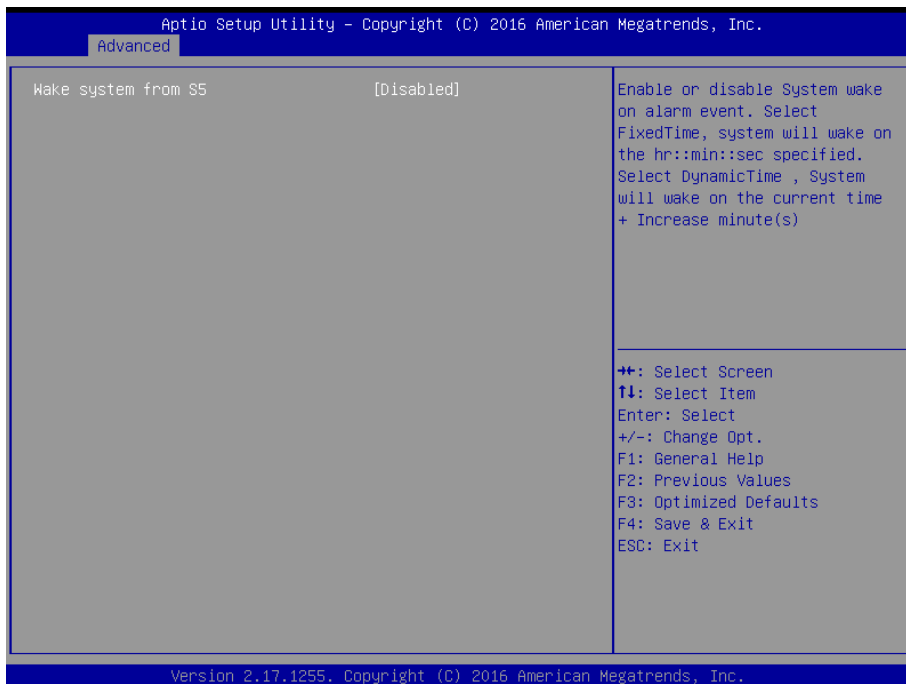 Aptio Setup Utility – Copyright (C) 2016 American Megatrends, Inc.
Advanced
Wake system from S5 [Disabled]
Enable or disable System wake
on alarm event. Select
FixedTime, system will wake on
the hr::min::sec specified.
Select DynamicTime , System
will wake on the current time
+ Increase minute(s)
→←: Select Screen
↑↓: Select Item
Enter: Select
+/-: Change Opt.
F1: General Help
F2: Previous Values
F3: Optimized Defaults
F4: Save & Exit
ESC: Exit
Version 2.17.1255. Copyright (C) 2016 American Megatrends, Inc.